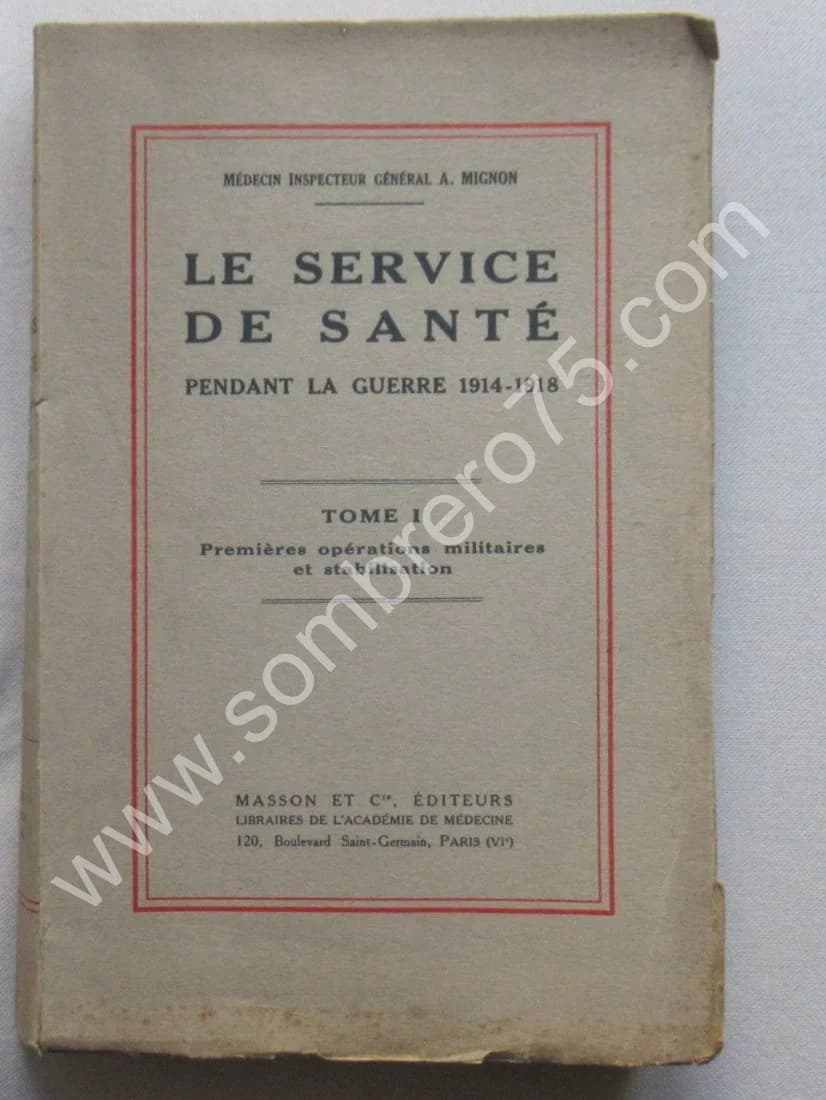 MÉDECIN INSPECTEUR GÉNÉRAL A. MIGNON
LE SERVICE
DE SANTÉ
PENDANT LA GUERRE 1914-1918
TOME I
Premières opérations militaires
et stabilisation
MASSON ET Cie, ÉDITEURS
LIBRAIRES DE L'ACADÉMIE DE MÉDECINE
120, Boulevard Saint-Germain, PARIS (VIe)
www.sombrero75.com